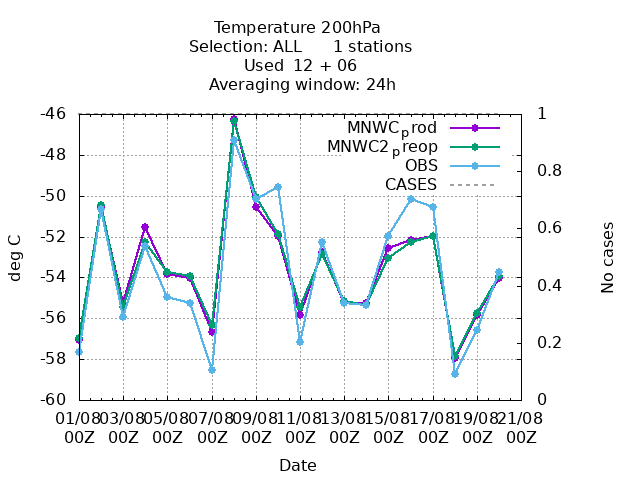 Temperature 200hPa
Selection: ALL 1 stations
Used 12 + 06
Averaging window: 24h
-46
-48
-50
-52
-54
-56
-58
-60
1
0.8
0.6
0.4
0.2
0
MNWCprod
MNWC2preop
OBS
CASES
deg C
No cases
01/08 03/08 05/08 07/08 09/08 11/08 13/08 15/08 17/08 19/08 21/08
00Z 00Z 00Z 00Z 00Z 00Z 00Z 00Z 00Z 00Z 00Z
Date